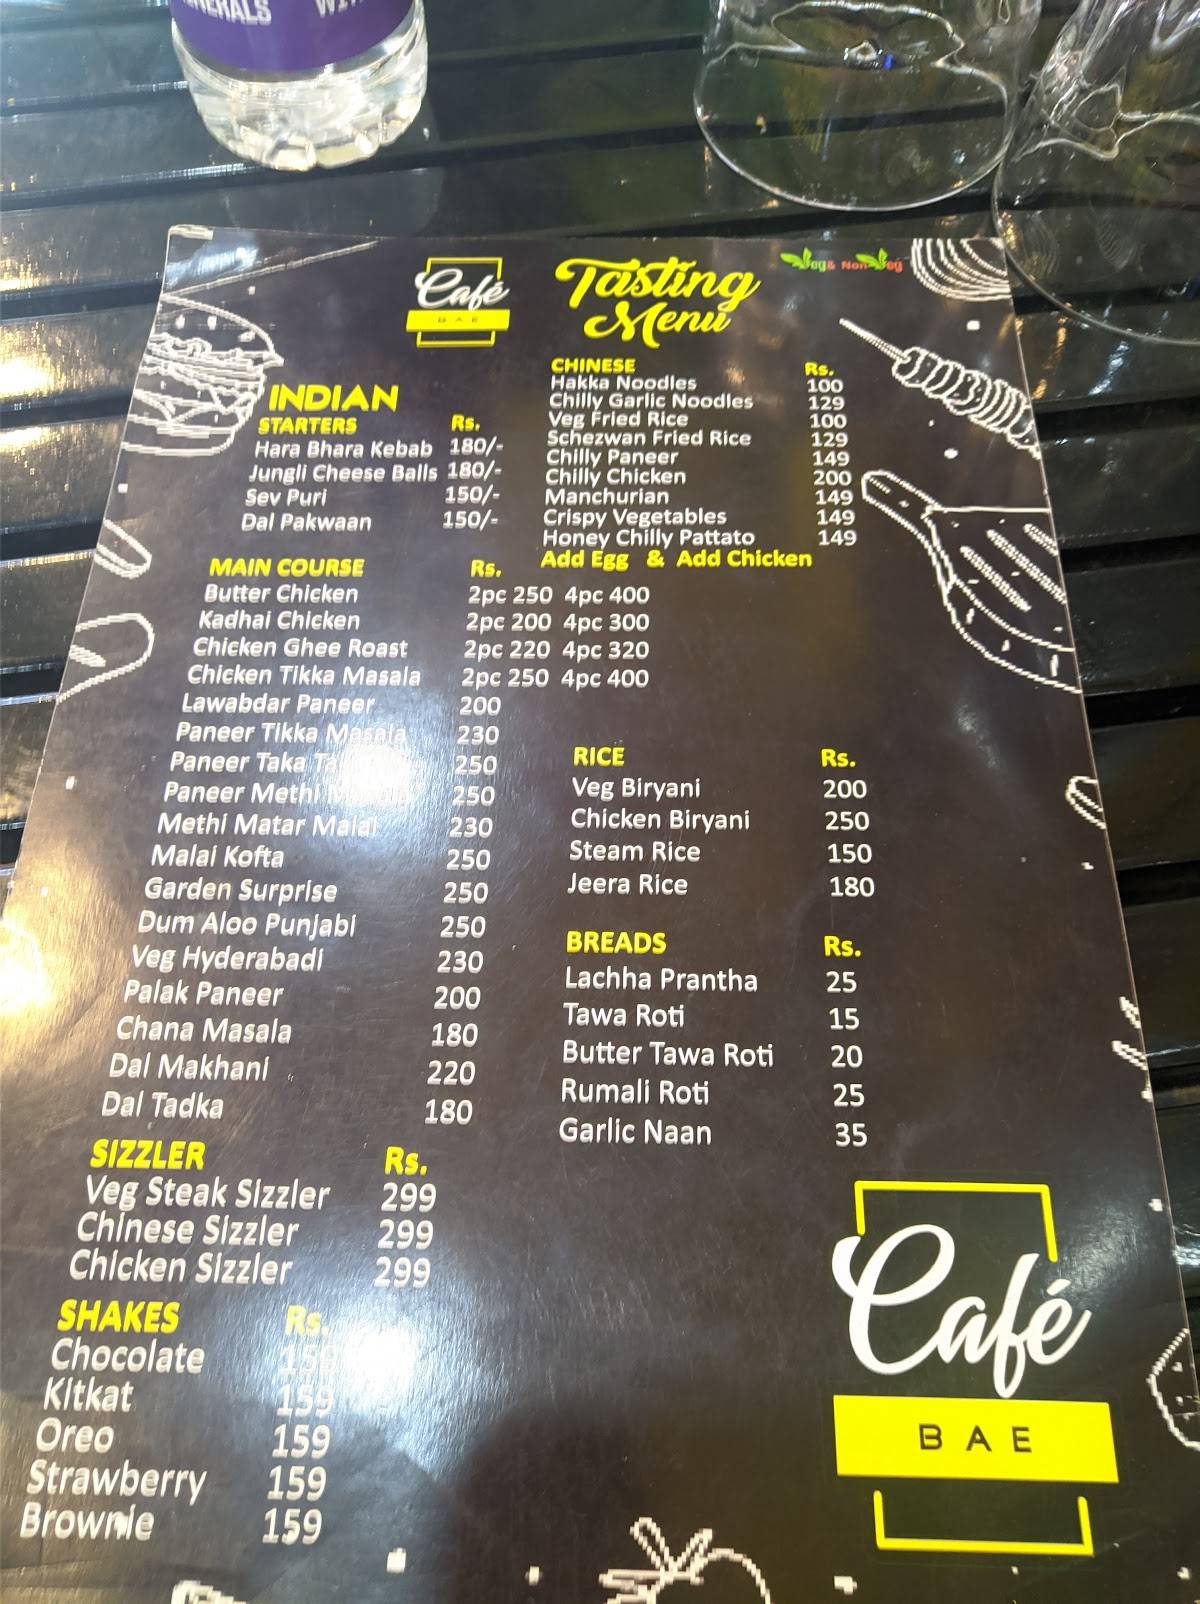 NERALS
Café
BAE
Tasting
Menu
Veg & Non Veg
INDIAN
STARTERS Rs.
Hara Bhara Kebab 180/-
Jungli Cheese Balls 180/-
Sev Puri 150/-
Dal Pakwaan 150/-
CHINESE Rs.
Hakka Noodles 100
Chilly Garlic Noodles 129
Veg Fried Rice 100
Schezwan Fried Rice 129
Chilly Paneer 149
Chilly Chicken 200
Manchurian 149
Crispy Vegetables 149
Honey Chilly Pattato 149
Add Egg & Add Chicken
MAIN COURSE Rs.
Butter Chicken 2pc 250 4pc 400
Kadhai Chicken 2pc 200 4pc 300
Chicken Ghee Roast 2pc 220 4pc 320
Chicken Tikka Masala 2pc 250 4pc 400
Lawabdar Paneer 200
Paneer Tikka Masala 230
Paneer Taka 250
Paneer Methi 250
Methi Matar Malai 230
Malai Kofta 250
Garden Surprise 250
Dum Aloo Punjabi 250
Veg Hyderabadi 230
Palak Paneer 200
Chana Masala 180
Dal Makhani 220
Dal Tadka 180
RICE Rs.
Veg Biryani 200
Chicken Biryani 250
Steam Rice 150
Jeera Rice 180
BREADS Rs.
Lachha Prantha 25
Tawa Roti 15
Butter Tawa Roti 20
Rumali Roti 25
Garlic Naan 35
SIZZLER Rs.
Veg Steak Sizzler 299
Chinese Sizzler 299
Chicken Sizzler 299
SHAKES Rs.
Chocolate 159
Kitkat 159
Oreo 159
Strawberry 159
Brownie 159
Café
BAE